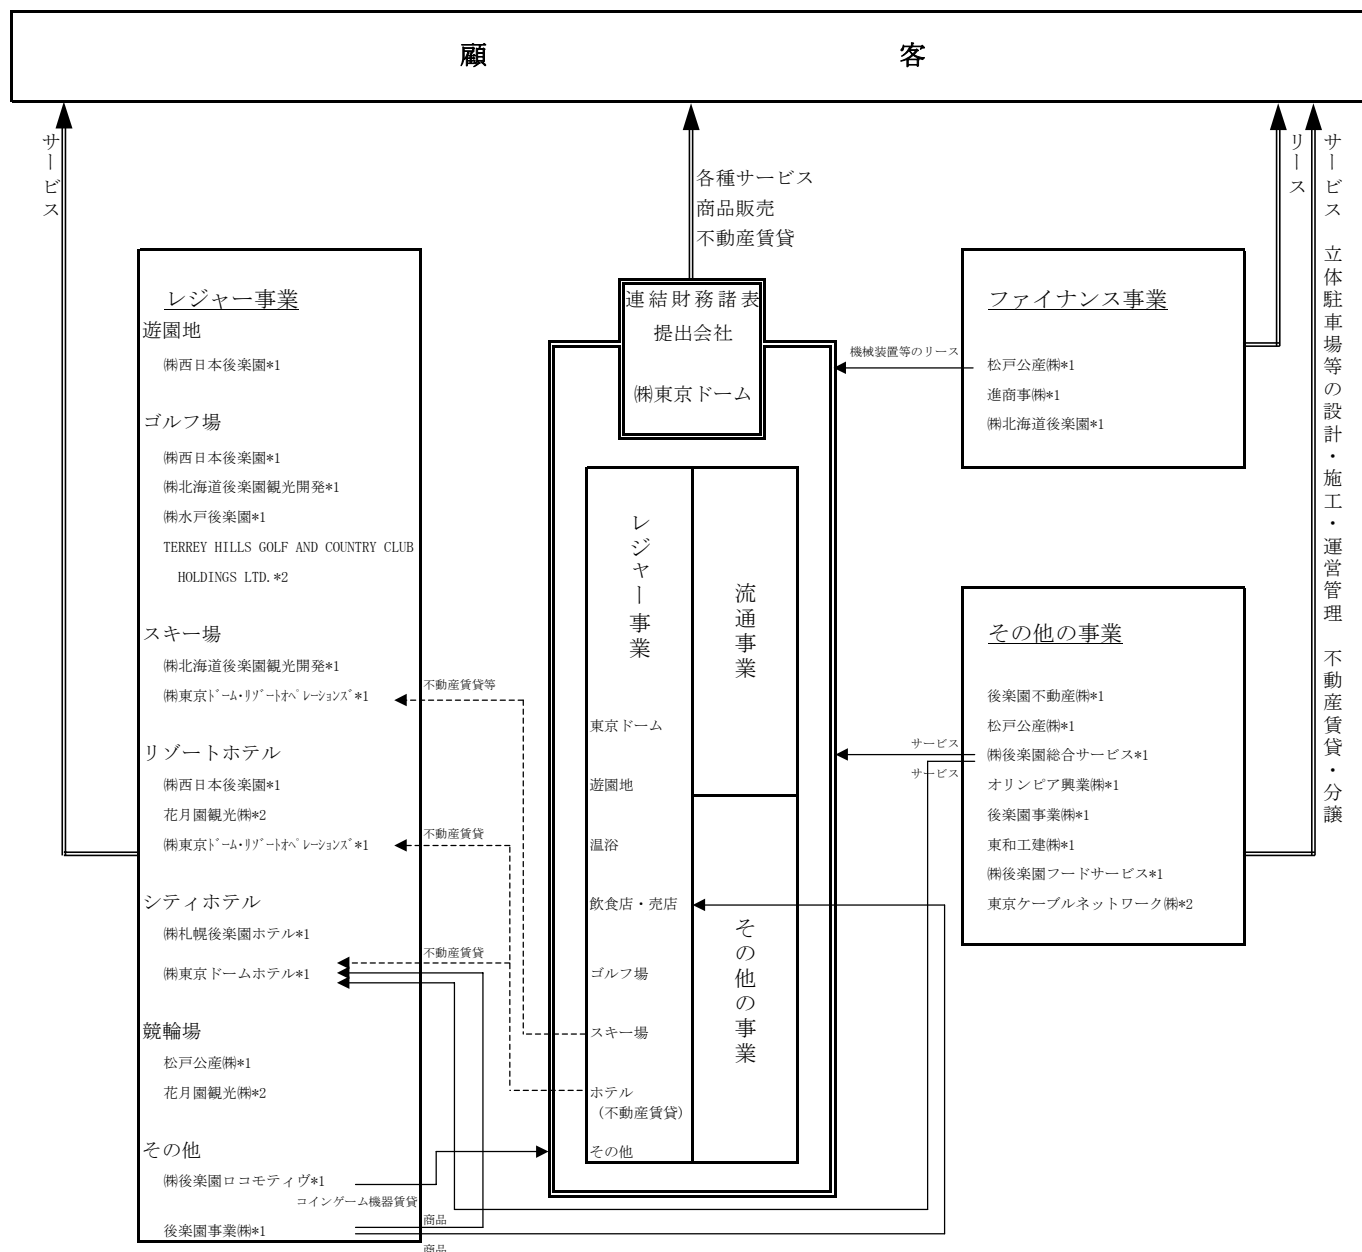 顧 客
サービス
各種サービス
商品販売
不動産賃貸
リース
サービス 立体駐車場等の設計・施工・運営管理 不動産賃貸・分譲
レジャー事業
遊園地
㈱西日本後楽園*1
ゴルフ場
㈱西日本後楽園*1
㈱北海道後楽園観光開発*1
㈱水戸後楽園*1
TERREY HILLS GOLF AND COUNTRY CLUB
HOLDINGS LTD.*2
スキー場
㈱北海道後楽園観光開発*1
㈱東京ﾄﾞｰﾑ・ﾘｿﾞｰﾄｵﾍﾟﾚｰｼｮﾝｽﾞ*1
リゾートホテル
㈱西日本後楽園*1
花月園観光㈱*2
㈱東京ﾄﾞｰﾑ・ﾘｿﾞｰﾄｵﾍﾟﾚｰｼｮﾝｽﾞ*1
シティホテル
㈱札幌後楽園ホテル*1
㈱東京ドームホテル*1
競輪場
松戸公産㈱*1
花月園観光㈱*2
その他
㈱後楽園ロコモティヴ*1
コインゲーム機器賃貸
後楽園事業㈱*1
商品
商品
不動産賃貸等
不動産賃貸
不動産賃貸
連結財務諸表
提出会社
㈱東京ドーム
レジャー事業
東京ドーム
遊園地
温浴
飲食店・売店
ゴルフ場
スキー場
ホテル
(不動産賃貸)
その他
流通事業
その他の事業
機械装置等のリース
サービス
サービス
ファイナンス事業
松戸公産㈱*1
進商事㈱*1
㈱北海道後楽園*1
その他の事業
後楽園不動産㈱*1
松戸公産㈱*1
㈱後楽園総合サービス*1
オリンピア興業㈱*1
後楽園事業㈱*1
東和工建㈱*1
㈱後楽園フードサービス*1
東京ケーブルネットワーク㈱*2